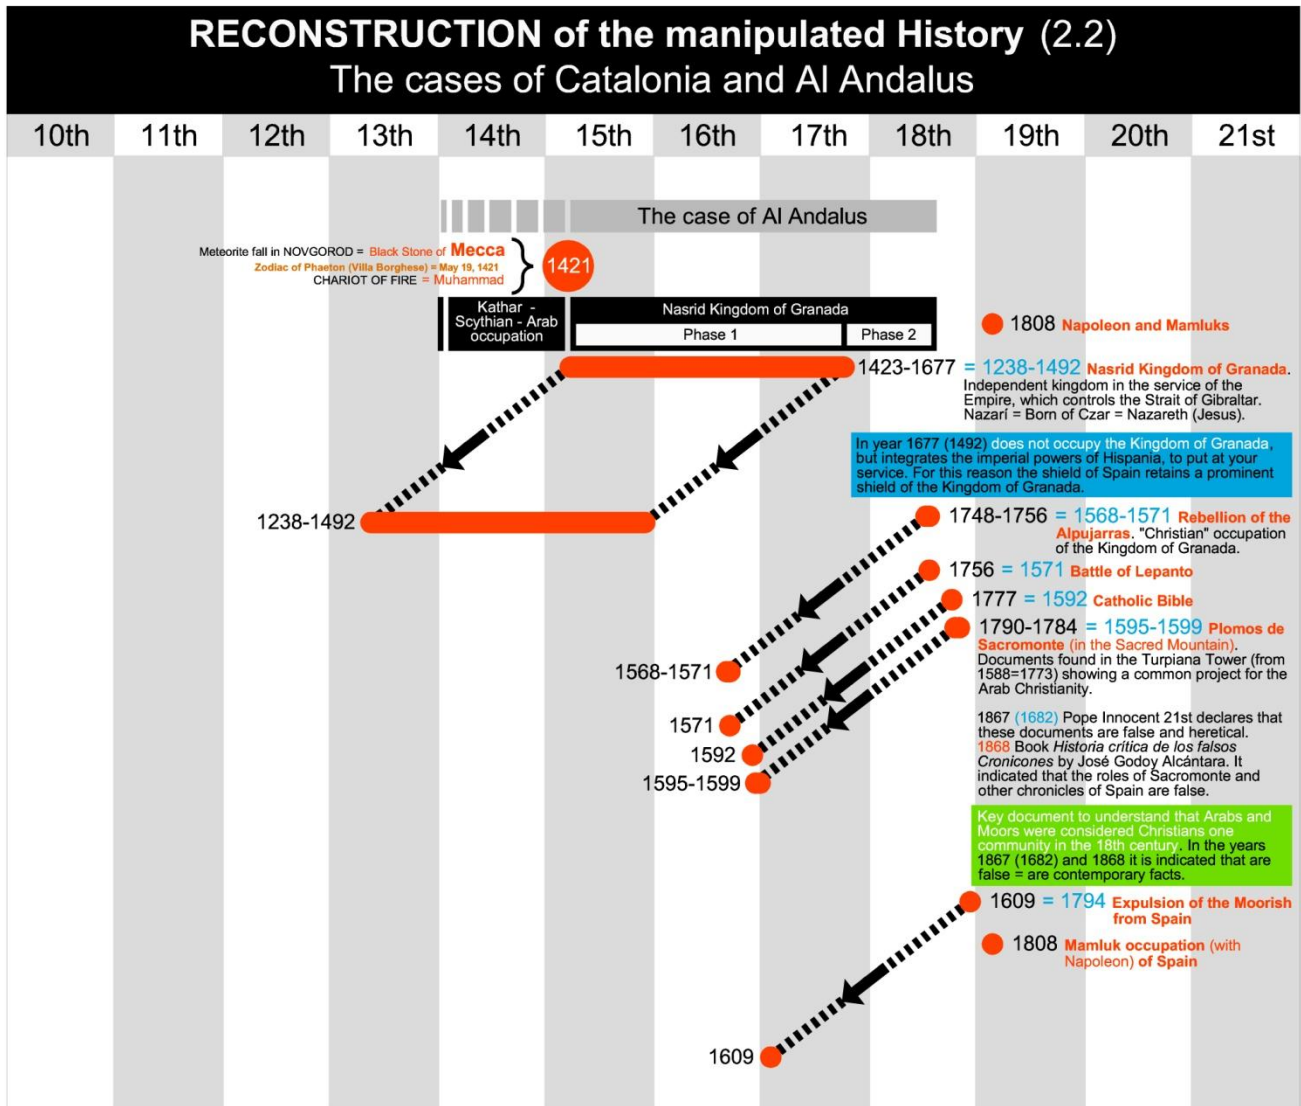 RECONSTRUCTION of the manipulated History (2.2)
The cases of Catalonia and Al Andalus
10th 11th 12th 13th 14th 15th 16th 17th 18th 19th 20th 21st
The case of Al Andalus
Meteorite fall in NOVGOROD = Black Stone of Mecca
Zodiac of Phaeton (Villa Borghese) = May 19, 1421
CHARIOT OF FIRE = Muhammad
1421
Kathar -
Scythian - Arab
occupation
Nasrid Kingdom of Granada
Phase 1
Phase 2
1808 Napoleon and Mamluks
1423-1677 = 1238-1492 Nasrid Kingdom of Granada.
Independent kingdom in the service of the
Empire, which controls the Strait of Gibraltar.
Nazarí = Born of Czar = Nazareth (Jesus).
In year 1677 (1492) does not occupy the Kingdom of Granada,
but integrates the imperial powers of Hispania, to put at your
service. For this reason the shield of Spain retains a prominent
shield of the Kingdom of Granada.
1238-1492
1748-1756 = 1568-1571 Rebellion of the
Alpujarras. "Christian" occupation
of the Kingdom of Granada.
1756 = 1571 Battle of Lepanto
1777 = 1592 Catholic Bible
1790-1784 = 1595-1599 Plomos de
Sacromonte (in the Sacred Mountain).
Documents found in the Turpiana Tower (from
1588=1773) showing a common project for the
Arab Christianity.
1568-1571
1571
1592
1595-1599
1867 (1682) Pope Innocent 21st declares that
these documents are false and heretical.
1868 Book Historia crítica de los falsos
Cronicones by José Godoy Alcántara. It
indicated that the roles of Sacromonte and
other chronicles of Spain are false.
Key document to understand that Arabs and
Moors were considered Christians one
community in the 18th century. In the years
1867 (1682) and 1868 it is indicated that are
false = are contemporary facts.
1609 = 1794 Expulsion of the Moorish
from Spain
1808 Mamluk occupation (with
Napoleon) of Spain
1609